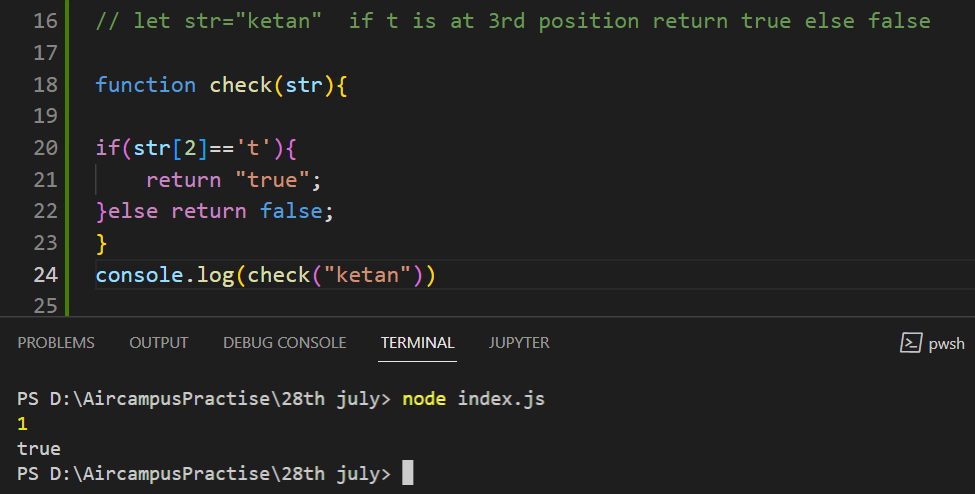 16 // let str="ketan"  if t is at 3rd position return true else false
17
18 function check(str){
19
20 if(str[2]=='t'){
21     return "true";
22 }else return false;
23 }
24 console.log(check("ketan"))
25
PROBLEMS OUTPUT DEBUG CONSOLE TERMINAL JUPYTER pwsh
PS D:\AircampusPractise\28th july> node index.js
1
true
PS D:\AircampusPractise\28th july>